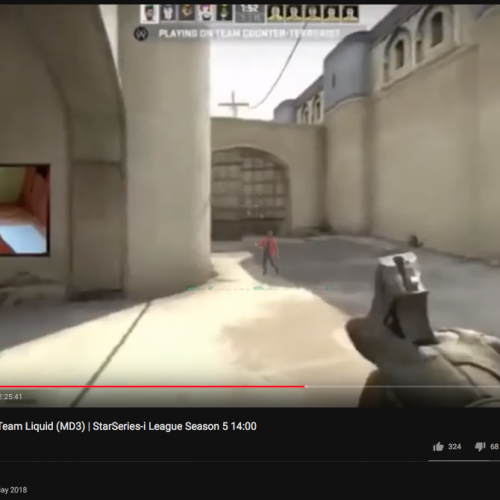 1:52
PLAYING ON TEAM COUNTER-TERRORIST
2:25:41
Team Liquid (MD3) | StarSeries-i League Season 5 14:00
324
68
ay 2018